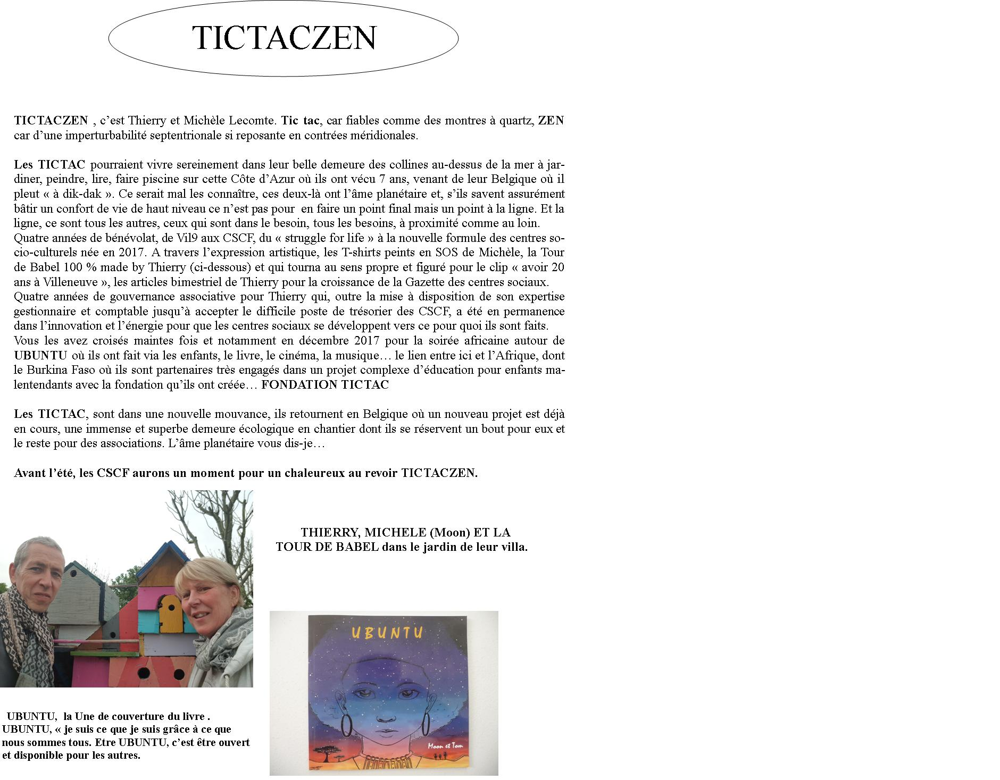 TICTACZEN
TICTACZEN , c’est Thierry et Michèle Lecomte. Tic tac, car fiables comme des montres à quartz, ZEN
car d’une imperturbabilité septentrionale si reposante en contrées méridionales.
Les TICTAC pourraient vivre sereinement dans leur belle demeure des collines au-dessus de la mer à jar-
diner, peindre, lire, faire piscine sur cette Côte d’Azur où ils ont vécu 7 ans, venant de leur Belgique où il
pleut « à dik-dak ». Ce serait mal les connaître, ces deux-là ont l’âme planétaire et, s’ils savent assurément
bâtir un confort de vie de haut niveau ce n’est pas pour  en faire un point final mais un point à la ligne. Et la
ligne, ce sont tous les autres, ceux qui sont dans le besoin, tous les besoins, à proximité comme au loin.
Quatre années de bénévolat, de Vil9 aux CSCF, du « struggle for life » à la nouvelle formule des centres so-
cio-culturels née en 2017. A travers l’expression artistique, les T-shirts peints en SOS de Michèle, la Tour
de Babel 100 % made by Thierry (ci-dessous) et qui tourna au sens propre et figuré pour le clip « avoir 20
ans à Villeneuve », les articles bimestriel de Thierry pour la croissance de la Gazette des centres sociaux.
Quatre années de gouvernance associative pour Thierry qui, outre la mise à disposition de son expertise
gestionnaire et comptable jusqu’à accepter le difficile poste de trésorier des CSCF, a été en permanence
dans l’innovation et l’énergie pour que les centres sociaux se développent vers ce pour quoi ils sont faits.
Vous les avez croisés maintes fois et notamment en décembre 2017 pour la soirée africaine autour de
UBUNTU où ils ont fait via les enfants, le livre, le cinéma, la musique… le lien entre ici et l’Afrique, dont
le Burkina Faso où ils sont partenaires très engagés dans un projet complexe d’éducation pour enfants ma-
lentendants avec la fondation qu’ils ont créée… FONDATION TICTAC
Les TICTAC, sont dans une nouvelle mouvance, ils retournent en Belgique où un nouveau projet est déjà
en cours, une immense et superbe demeure écologique en chantier dont ils se réservent un bout pour eux et
le reste pour des associations. L’âme planétaire vous dis-je…
Avant l’été, les CSCF aurons un moment pour un chaleureux au revoir TICTACZEN.
THIERRY, MICHELE (Moon) ET LA
TOUR DE BABEL dans le jardin de leur villa.
UBUNTU
Moon et Tom
UBUNTU,  la Une de couverture du livre .
UBUNTU, « je suis ce que je suis grâce à ce que
nous sommes tous. Etre UBUNTU, c’est être ouvert
et disponible pour les autres.